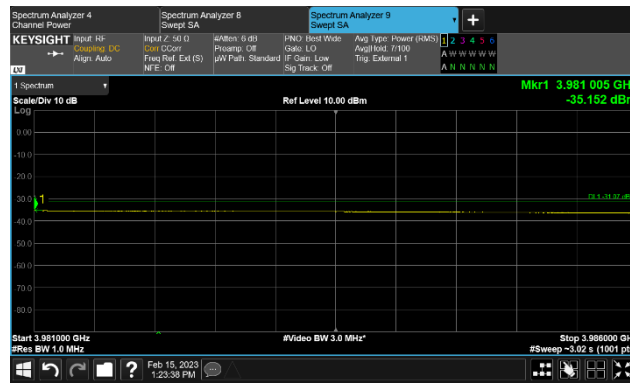 Spectrum Analyzer 4
Channel Power
Spectrum Analyzer 8
Swept SA
Spectrum Analyzer 9
Swept SA
KEYSIGHT
Input: RF
Coupling: DC
Align: Auto
Input Z: 50 Ω
Corr CCorr
Freq Ref: Ext (S)
NFE: Off
#Atten: 6 dB
Preamp: Off
µW Path: Standard
PNO: Best Wide
Gate: LO
IF Gain: Low
Sig Track: Off
Avg Type: Power (RMS)
Avg|Hold: 7/100
Trig: External 1
1 2 3 4 5 6
A W W W W W
A N N N N N
LXI
1 Spectrum
Scale/Div 10 dB
Ref Level 10.00 dBm
Mkr1 3.981 005 GH
-35.152 dBr
Log
0.00
-10.0
30.0
1
DL1 -31.37 dB
-40.0
50.0
-60.0
-70.0
-80.0
Start 3.981000 GHz
#Res BW 1.0 MHz
#Video BW 3.0 MHz*
Stop 3.986000 GH
#Sweep ~3.02 s (1001 pt
Feb 15, 2023
1:23:38 PM